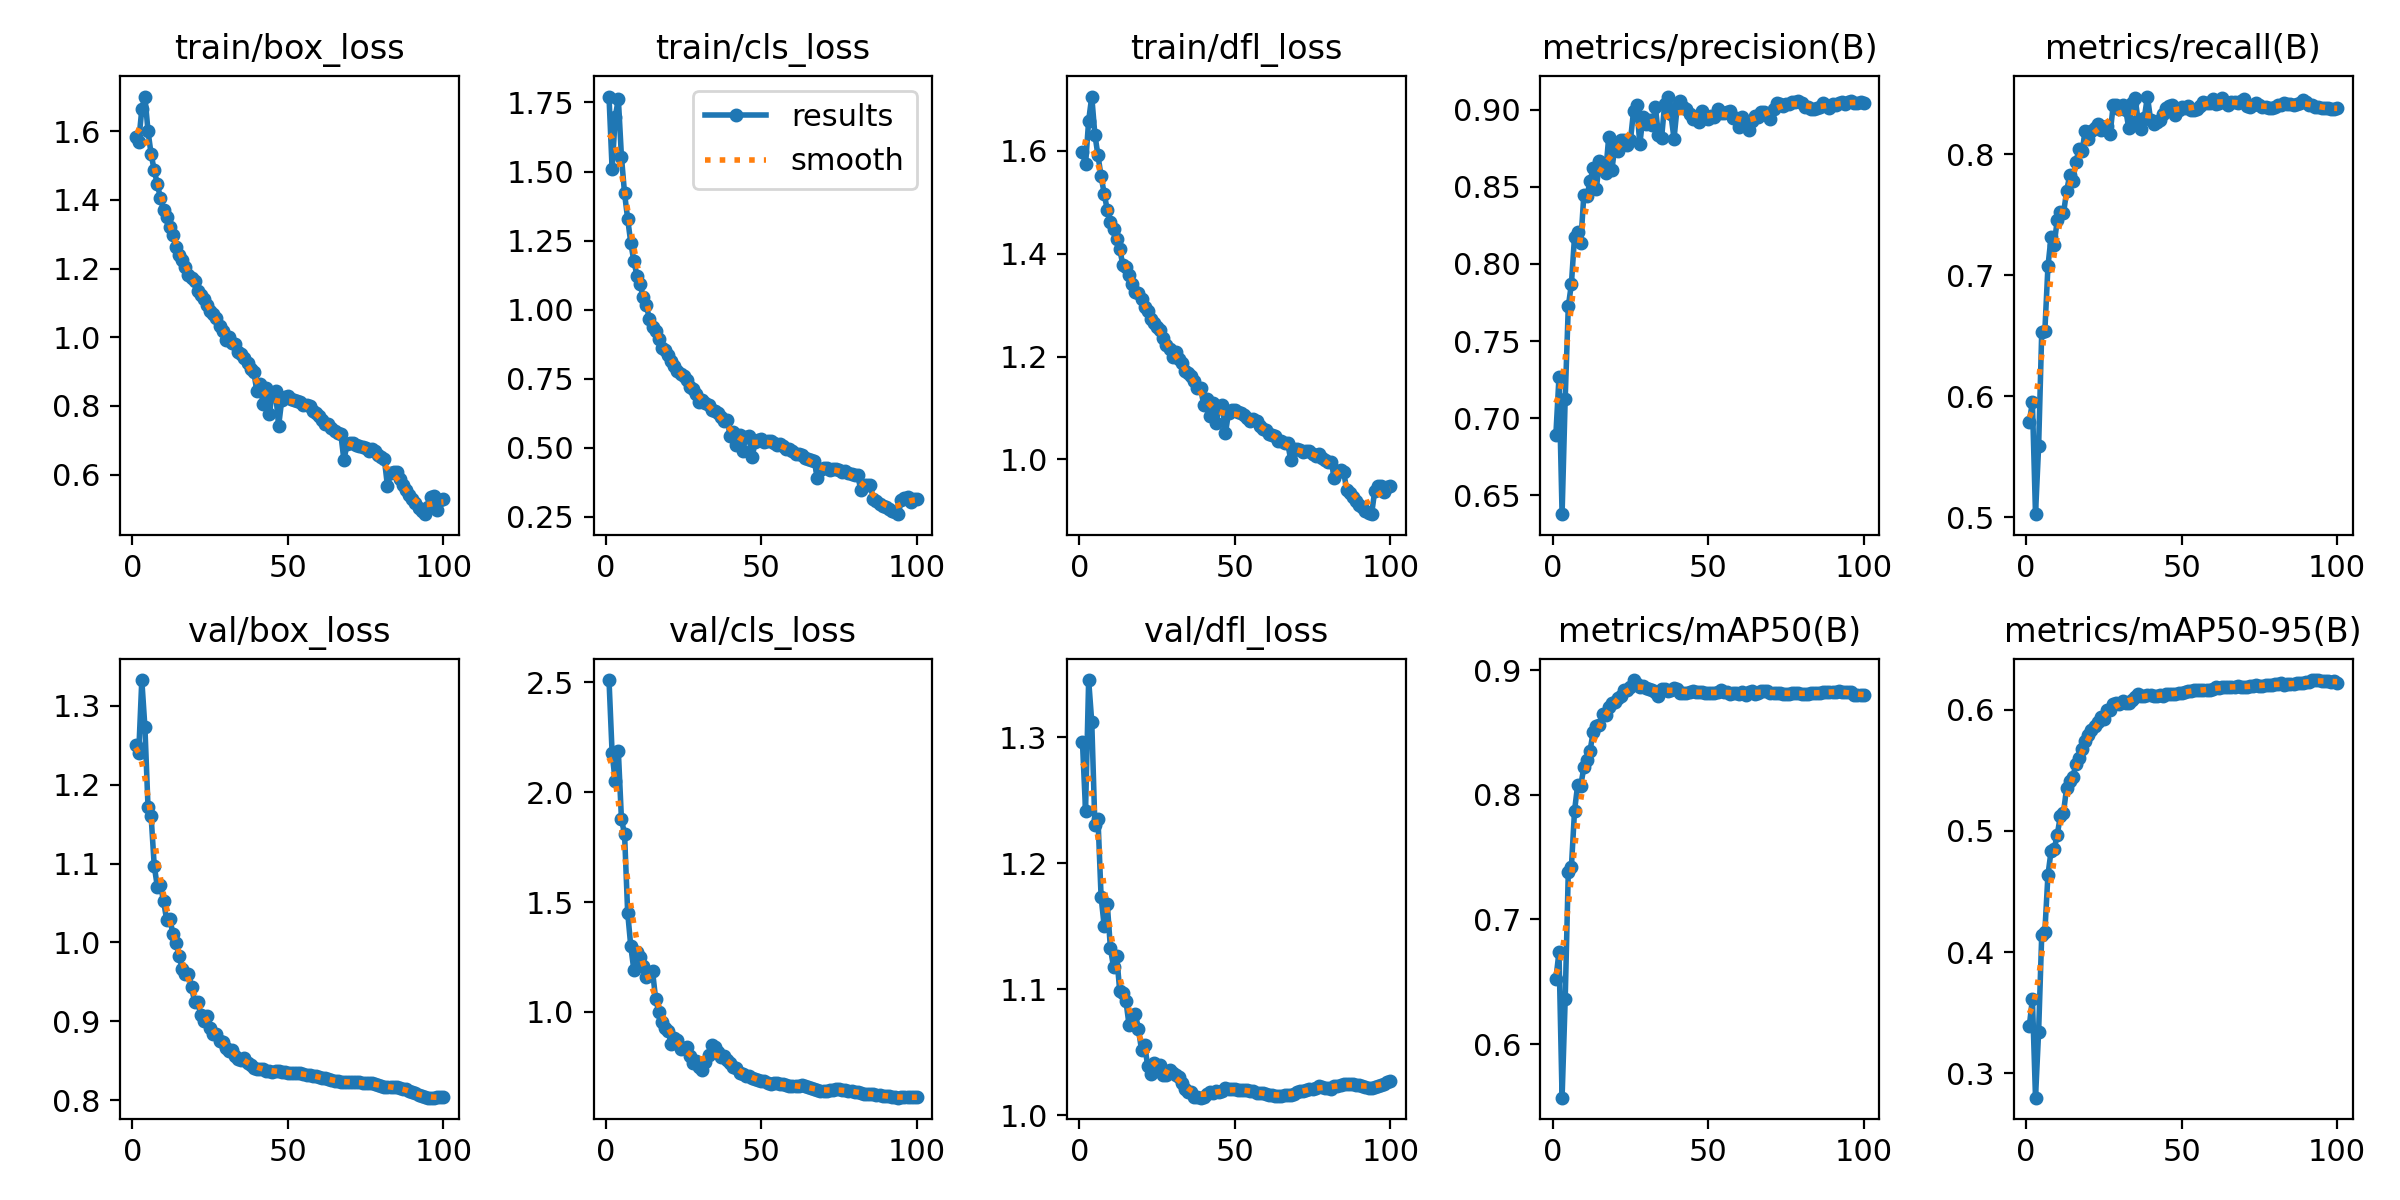 train/box_loss
1.6
1.4
1.2
1.0
0.8
0.6
0 50 100
train/cls_loss
results
smooth
1.75
1.50
1.25
1.00
0.75
0.50
0.25
0 50 100
train/dfl_loss
1.6
1.4
1.2
1.0
0 50 100
metrics/precision(B)
0.90
0.85
0.80
0.75
0.70
0.65
0 50 100
metrics/recall(B)
0.8
0.7
0.6
0.5
0 50 100
val/box_loss
1.3
1.2
1.1
1.0
0.9
0.8
0 50 100
val/cls_loss
2.5
2.0
1.5
1.0
0 50 100
val/dfl_loss
1.3
1.2
1.1
1.0
0 50 100
metrics/mAP50(B)
0.9
0.8
0.7
0.6
0 50 100
metrics/mAP50-95(B)
0.6
0.5
0.4
0.3
0 50 100